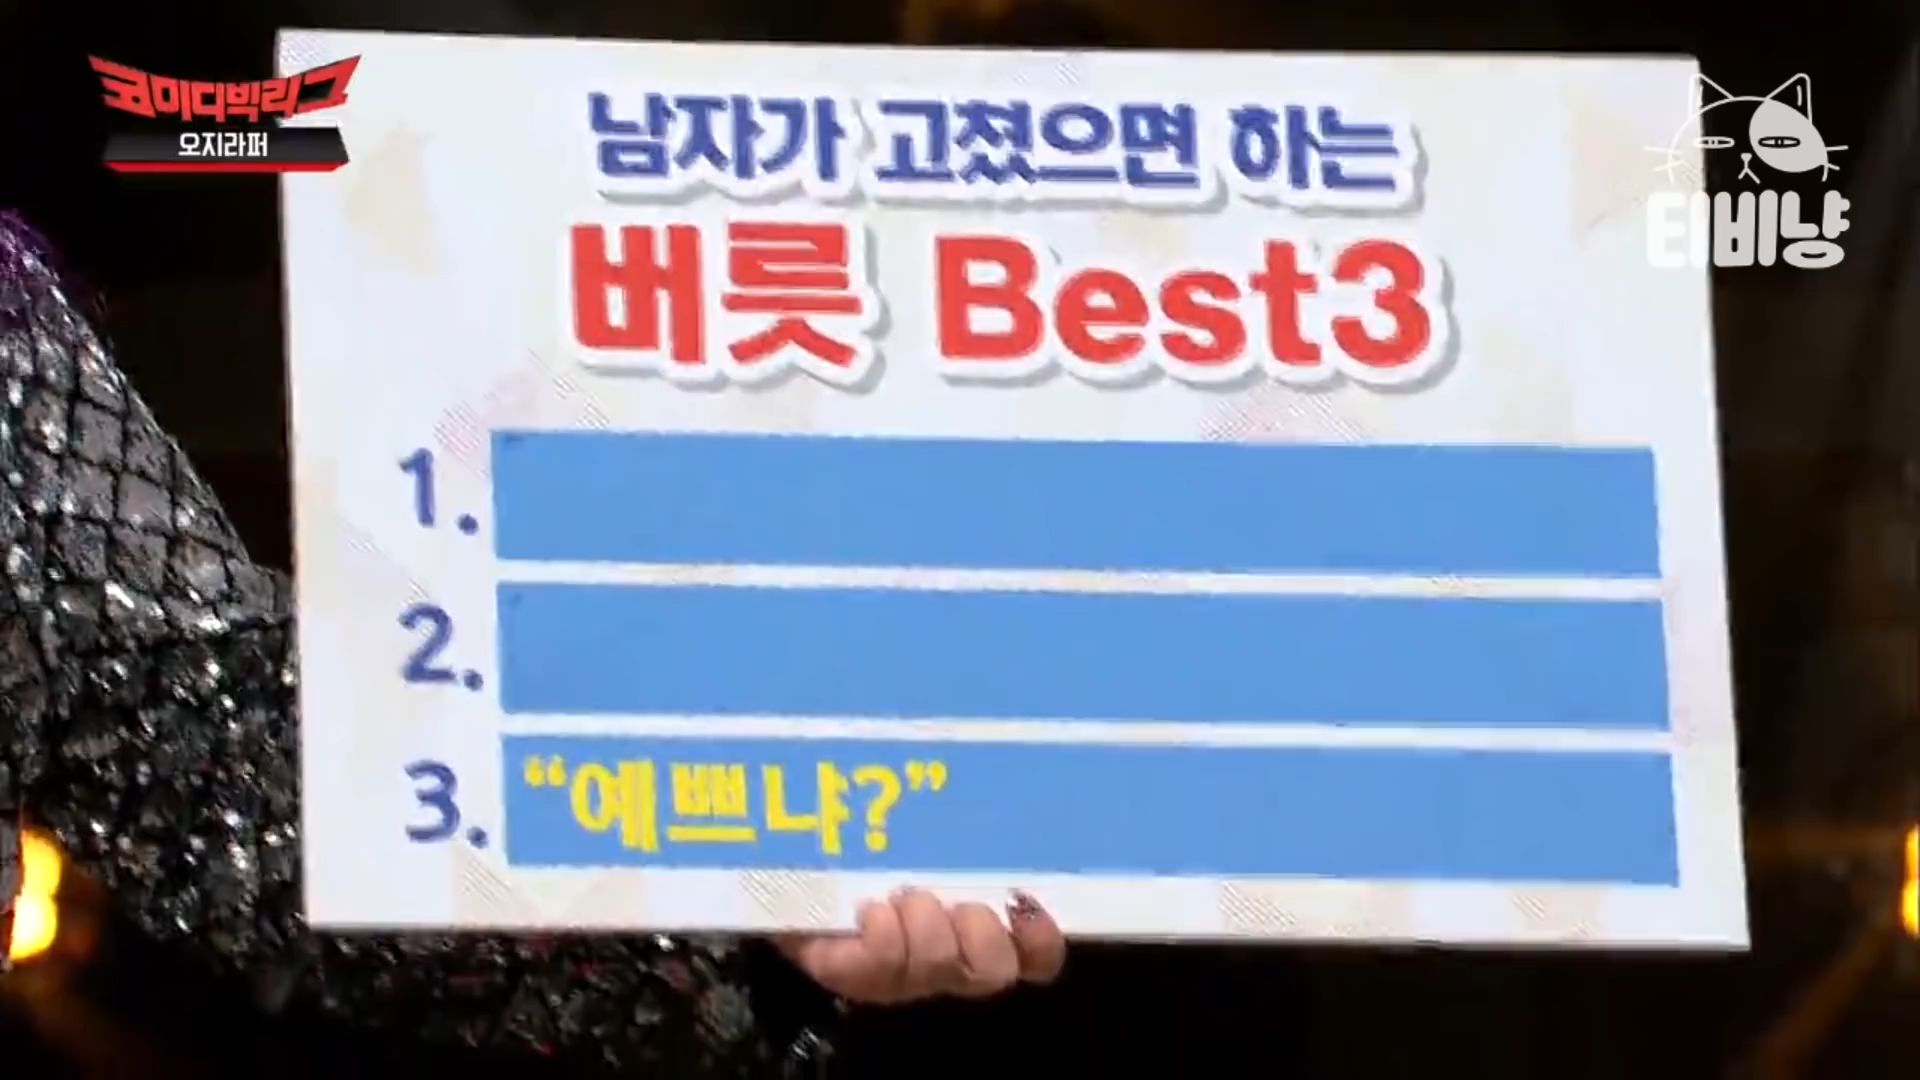 코미디빅리그
오지라퍼
티비냥
남자가 고쳤으면 하는
버릇 Best3
1.
2.
3. “예쁘냐?”